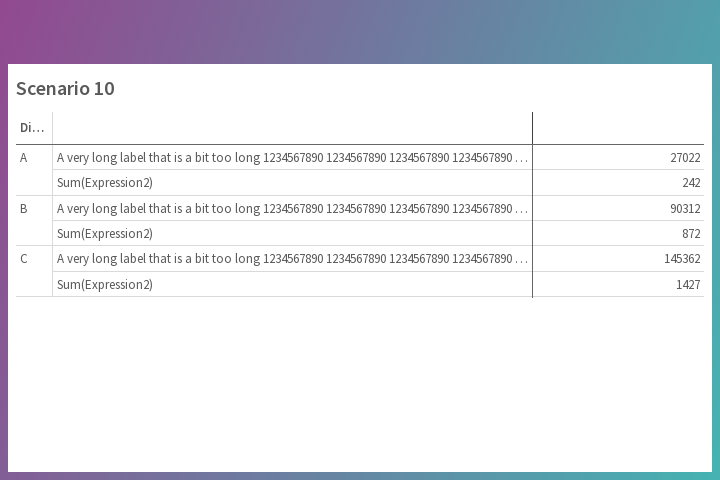 Scenario 10
Di...
A A very long label that is a bit too long 1234567890 1234567890 1234567890 1234567890 ... 27022
Sum(Expression2) 242
B A very long label that is a bit too long 1234567890 1234567890 1234567890 1234567890 ... 90312
Sum(Expression2) 872
C A very long label that is a bit too long 1234567890 1234567890 1234567890 1234567890 ... 145362
Sum(Expression2) 1427